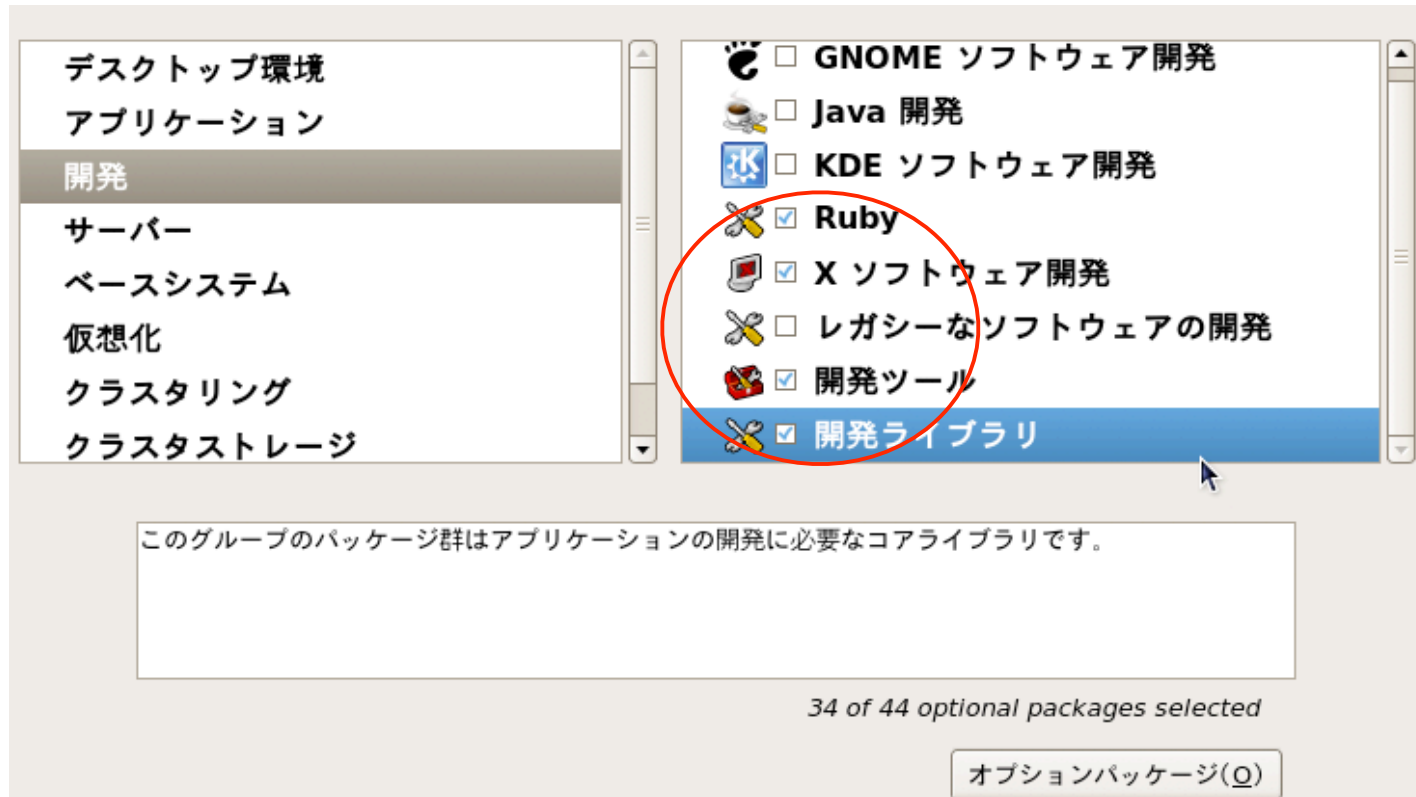 デスクトップ環境
アプリケーション
開発
サーバー
ベースシステム
仮想化
クラスタリング
クラスタストレージ
GNOME ソフトウェア開発
Java 開発
KDE ソフトウェア開発
Ruby
X ソフトウェア開発
レガシーなソフトウェアの開発
開発ツール
開発ライブラリ
このグループのパッケージ群はアプリケーションの開発に必要なコアライブラリです。
34 of 44 optional packages selected
オプションパッケージ(O)